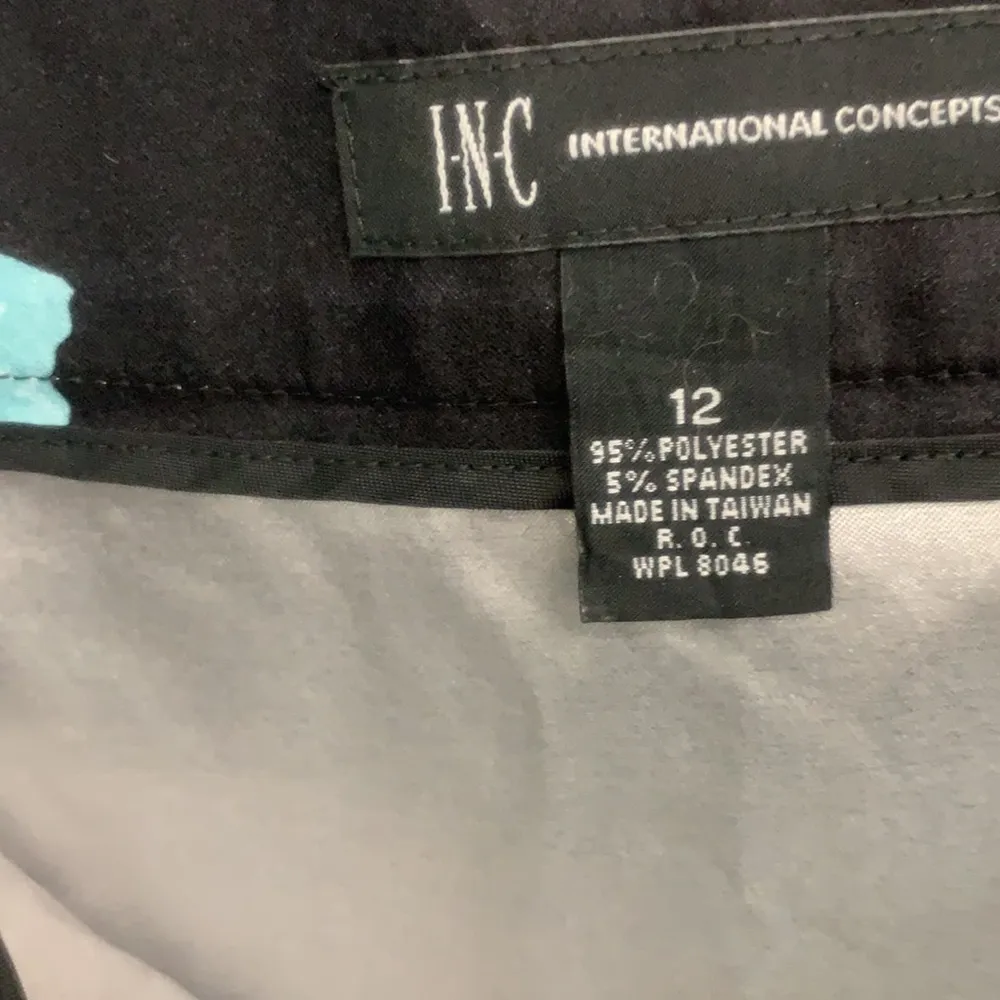 I·N·C INTERNATIONAL CONCEPTS
12
95% POLYESTER
5% SPANDEX
MADE IN TAIWAN
R. O. C.
WPL 8046